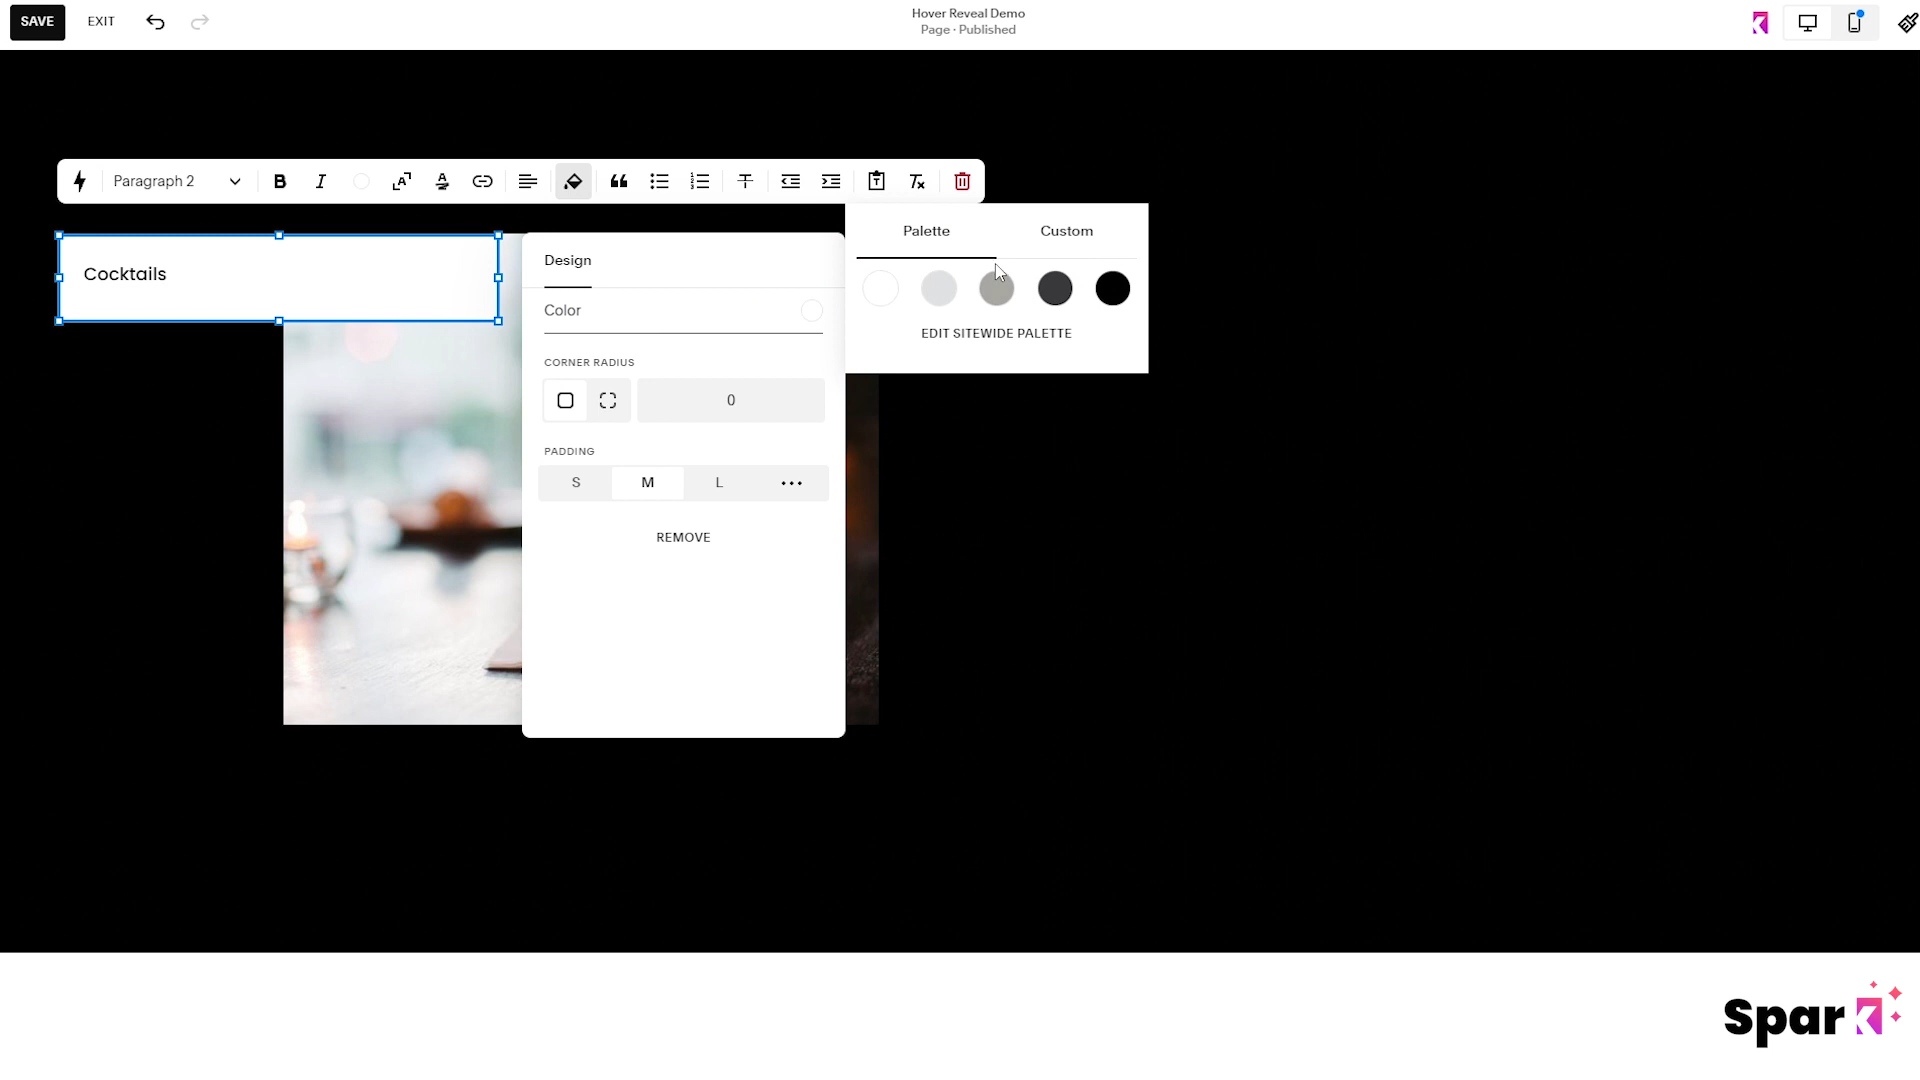 SAVE
EXIT
Hover Reveal Demo
Page · Published
Paragraph 2
Palette
Custom
Cocktails
Design
Color
EDIT SITEWIDE PALETTE
CORNER RADIUS
0
PADDING
S
M
L
REMOVE
Spark